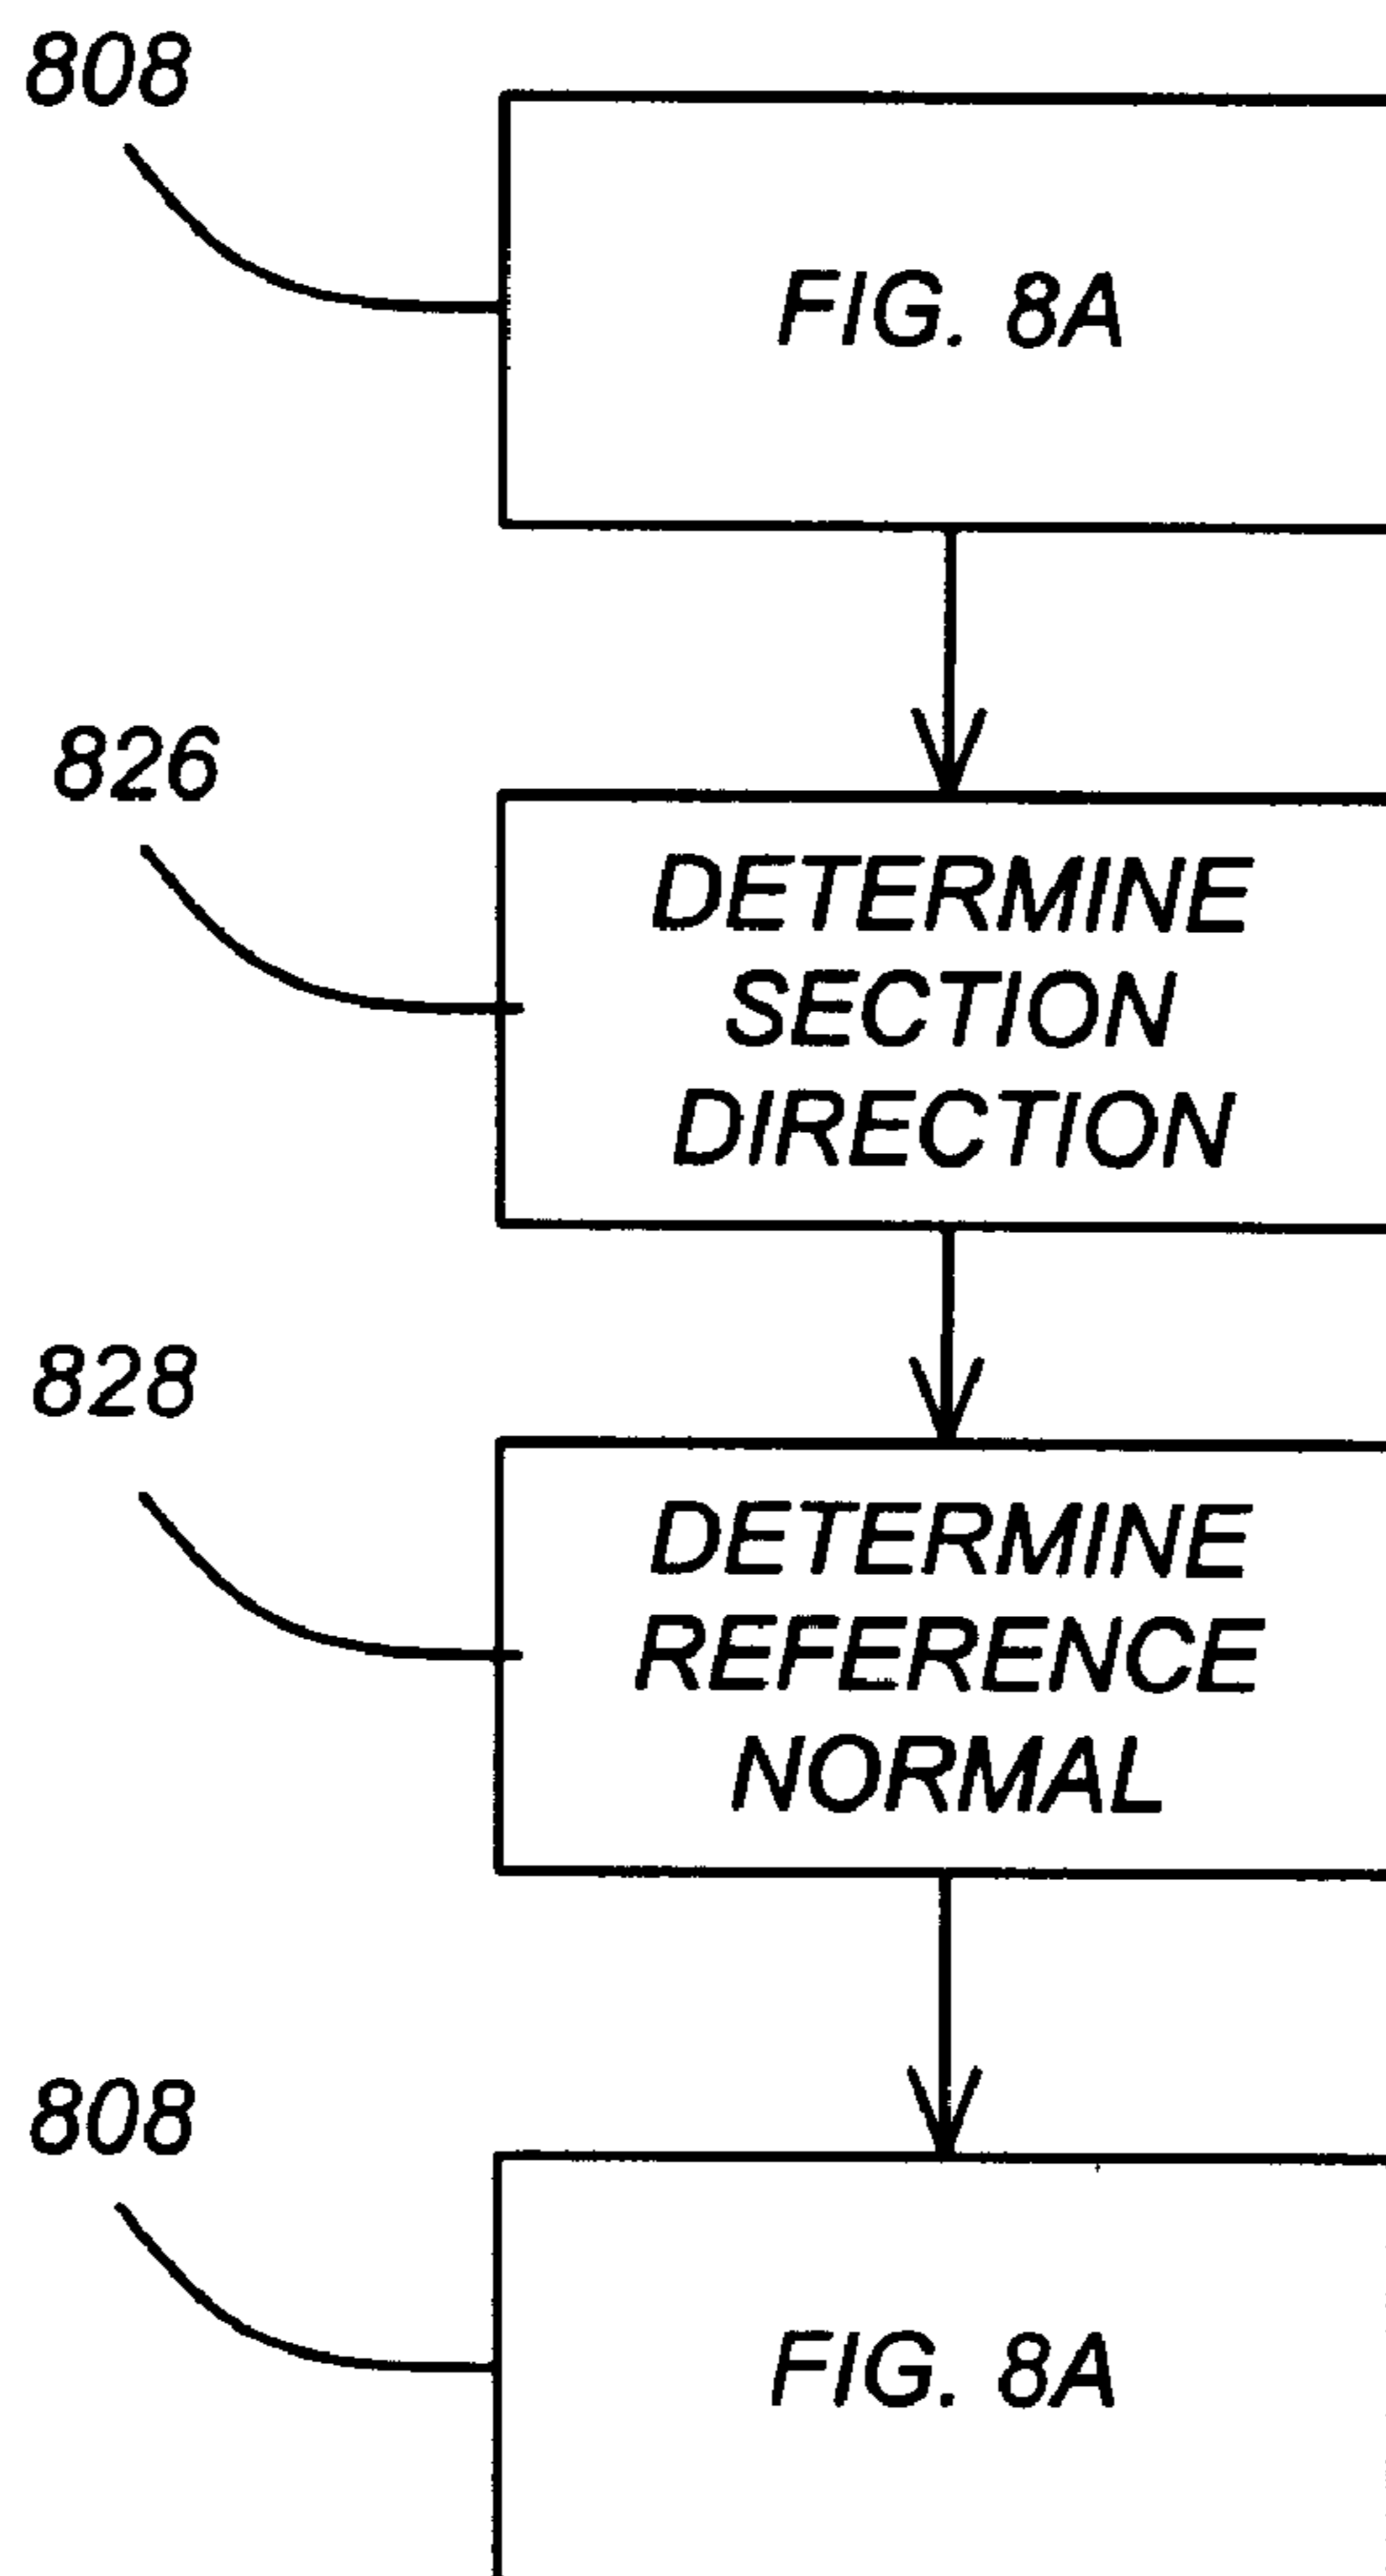 808
FIG. 8A
826
DETERMINE
SECTION
DIRECTION
828
DETERMINE
REFERENCE
NORMAL
808
FIG. 8A